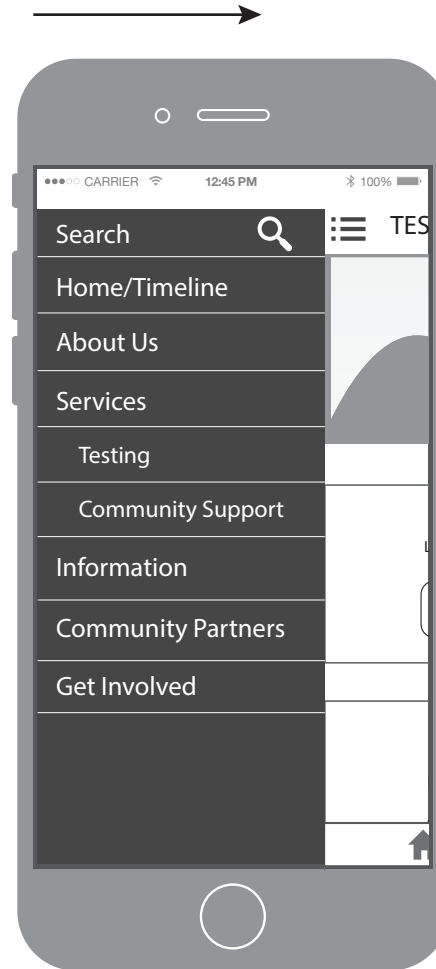 CARRIER 12:45 PM 100%
Search
TES
Home/Timeline
About Us
Services
Testing
Community Support
L
Information
Community Partners
Get Involved